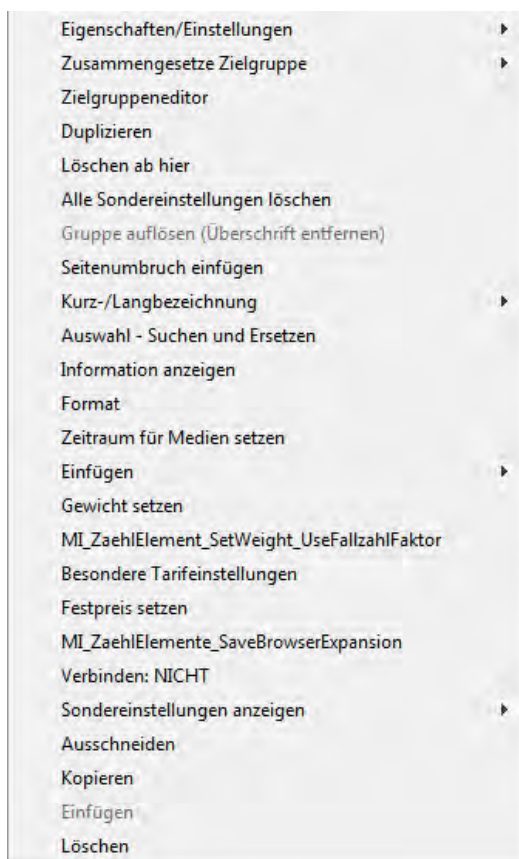 Eigenschaften/Einstellungen
Zusammengesetze Zielgruppe
Zielgruppeneditor
Duplizieren
Löschen ab hier
Alle Sondereinstellungen löschen
Gruppe auflösen (Überschrift entfernen)
Seitenumbruch einfügen
Kurz-/Langbezeichnung
Auswahl - Suchen und Ersetzen
Information anzeigen
Format
Zeitraum für Medien setzen
Einfügen
Gewicht setzen
MI_ZaehlElement_SetWeight_UseFallzahlFaktor
Besondere Tarifeinstellungen
Festpreis setzen
MI_ZaehlElemente_SaveBrowserExpansion
Verbinden: NICHT
Sondereinstellungen anzeigen
Ausschneiden
Kopieren
Einfügen
Löschen